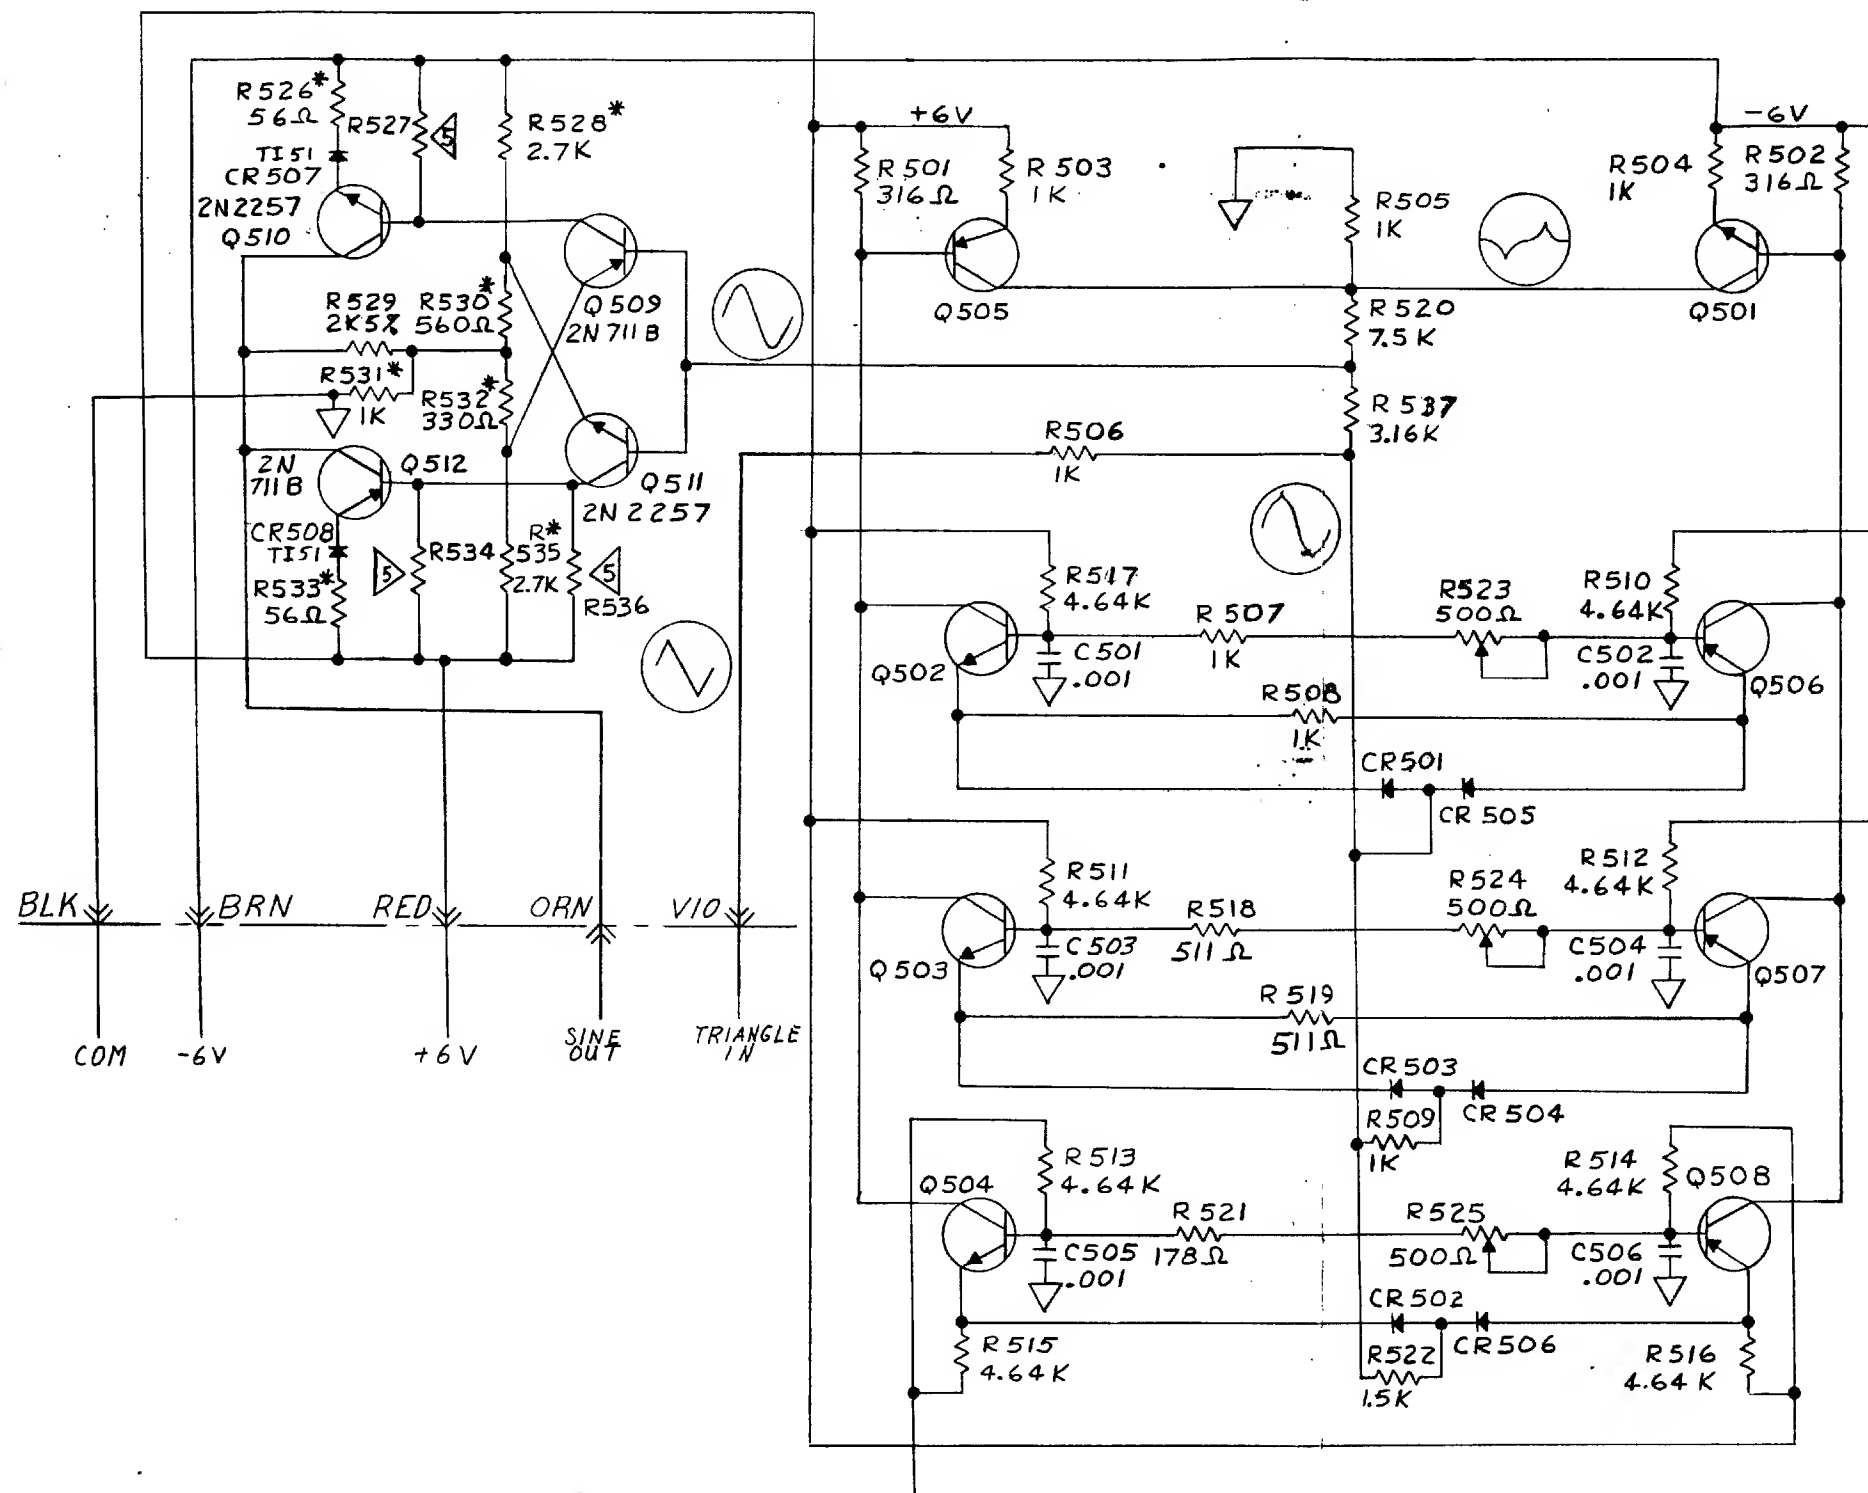 R526*
56Ω
R527
5
R528*
2.7K
TI51
CR507
2N2257
Q510
R529
2K5%
R530*
560Ω
Q509
2N711B
R531*
1K
R532*
330Ω
2N
711B
Q512
Q511
2N2257
CR508
TI51
R533*
56Ω
5
R534
R*
535
2.7K
5
R536
+6V
R501
316Ω
R503
1K
Q505
R505
1K
-6V
R504
1K
R502
316Ω
Q501
R520
7.5K
R537
3.16K
R506
1K
R517
4.64K
R507
1K
R523
500Ω
R510
4.64K
Q502
C501
.001
C502
.001
Q506
R508
1K
CR501
CR505
R511
4.64K
R518
511Ω
R524
500Ω
R512
4.64K
Q503
C503
.001
C504
.001
Q507
R519
511Ω
CR503
CR504
R509
1K
Q504
R513
4.64K
R521
178Ω
R525
500Ω
R514
4.64K
Q508
C505
.001
C506
.001
CR502
CR506
R515
4.64K
R522
1.5K
R516
4.64K
BLK
BRN
RED
ORN
VIO
COM
-6V
+6V
SINE
OUT
TRIANGLE
IN